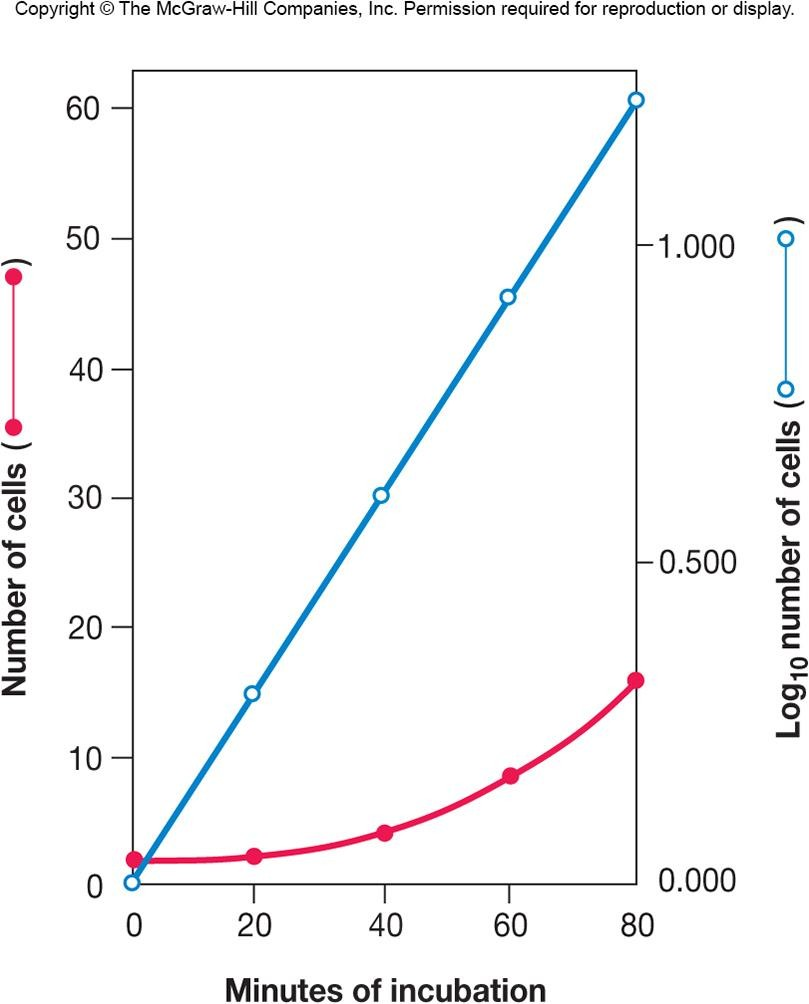 Copyright © The McGraw-Hill Companies, Inc. Permission required for reproduction or display.
60
50
40
30
20
10
0
Number of cells ( )
1.000
0.500
0.000
Log10 number of cells ( )
0 20 40 60 80
Minutes of incubation